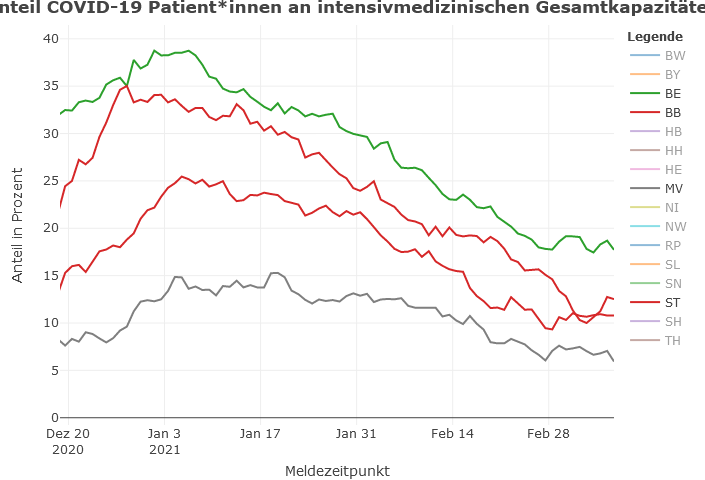 nteil COVID-19 Patient*innen an intensivmedizinischen Gesamtkapazitäte
Legende
BW
BY
BE
BB
HB
HH
HE
MV
NI
NW
RP
SL
SN
ST
SH
TH
Anteil in Prozent
40
35
30
25
20
15
10
5
0
Dez 20
2020
Jan 3
2021
Jan 17
Jan 31
Feb 14
Feb 28
Meldezeitpunkt